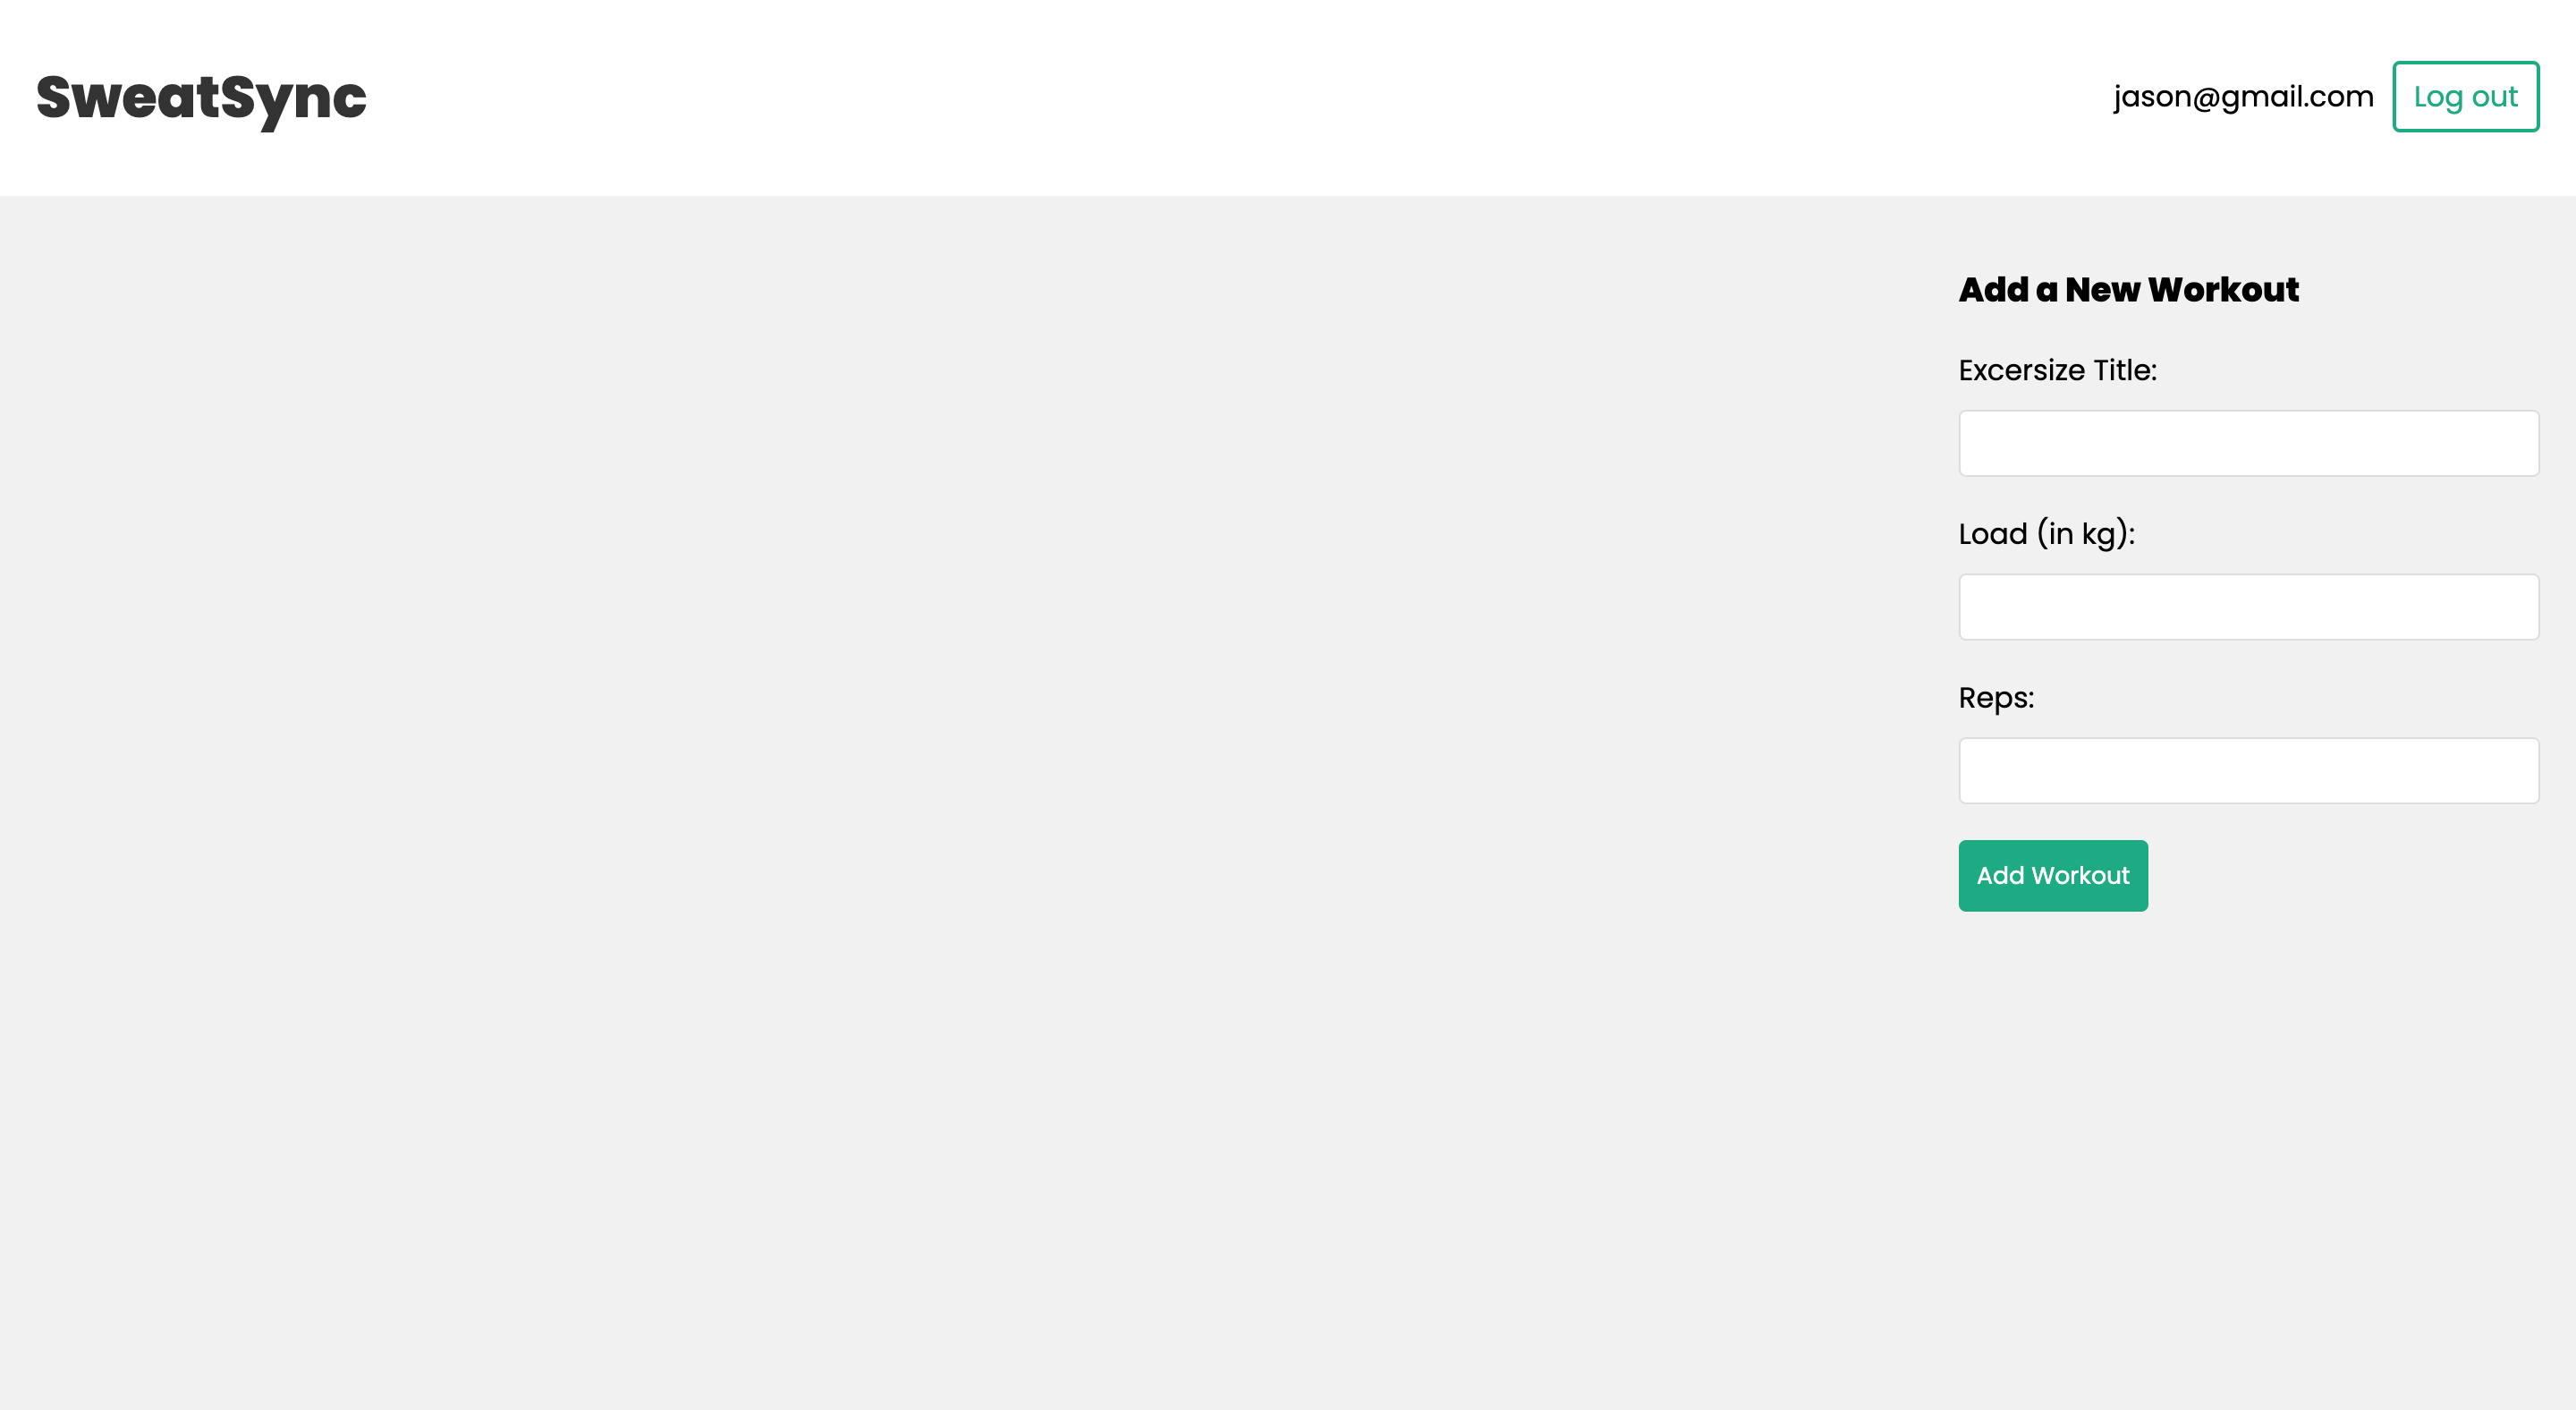 SweatSync
jason@gmail.com
Log out
Add a New Workout
Excersize Title:
Load (in kg):
Reps:
Add Workout